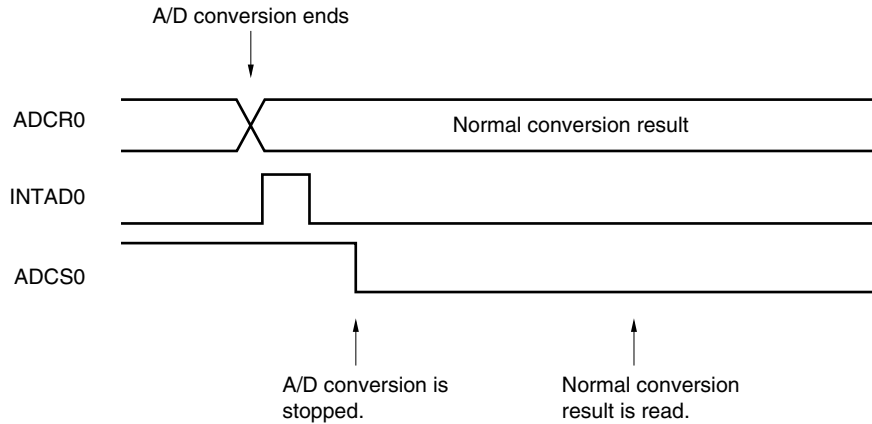 A/D conversion ends
ADCR0
Normal conversion result
INTAD0
ADCS0
A/D conversion is
stopped.
Normal conversion
result is read.